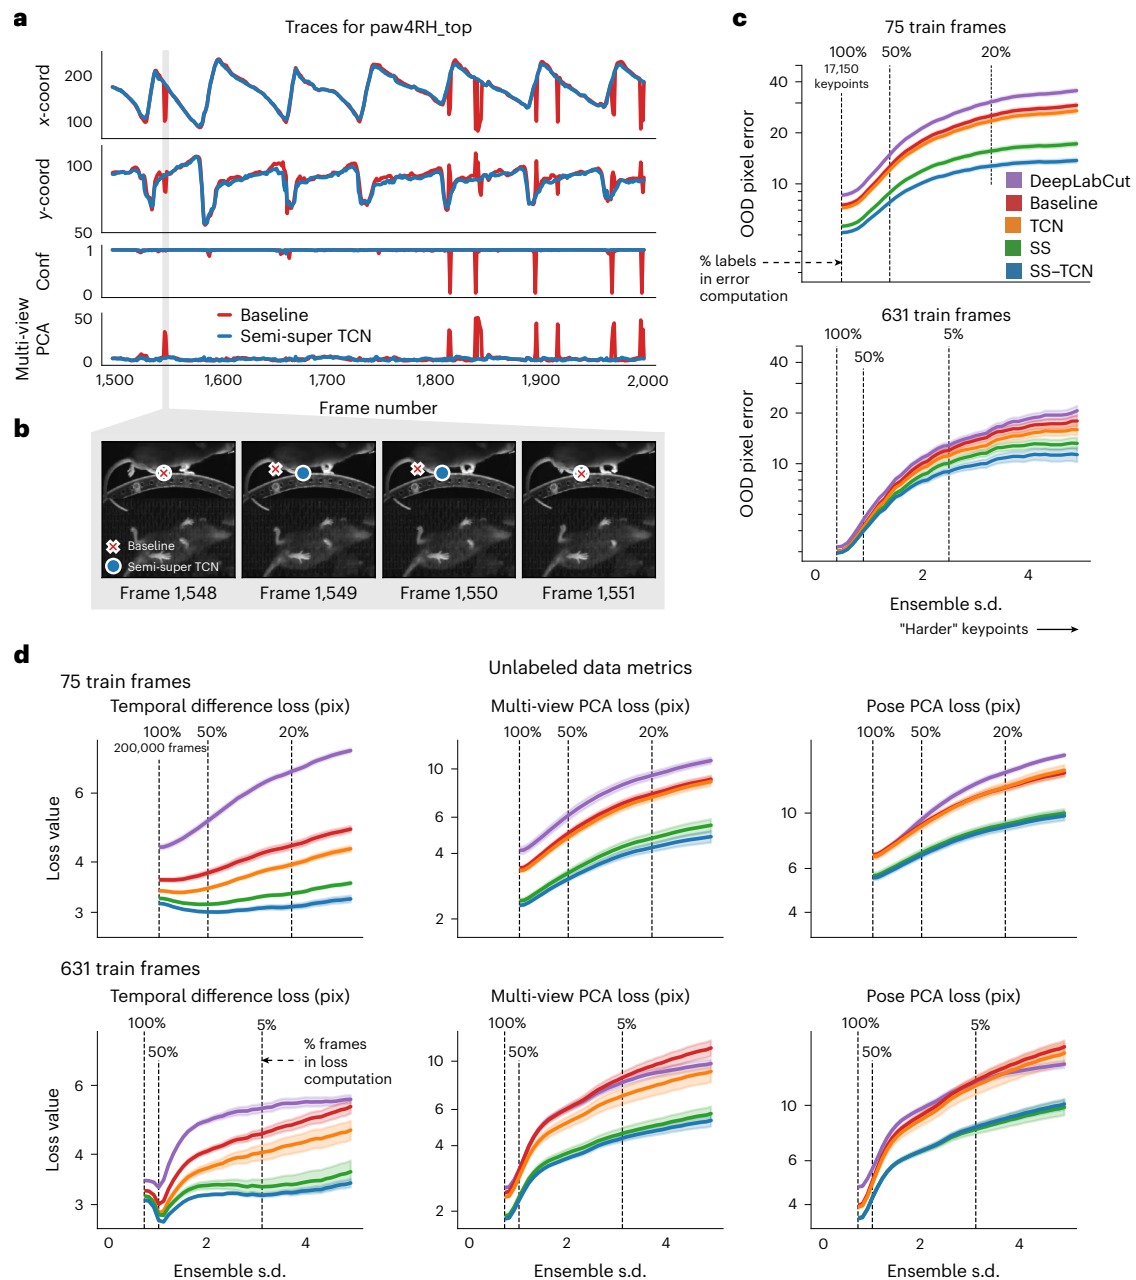 a
Traces for paw4RH_top
x-coord
200
100
y-coord
100
50
Conf
1
0
Multi-view
PCA
50
0
Baseline
Semi-super TCN
1,500
1,600
1,700
1,800
1,900
2,000
Frame number
b
Baseline
Semi-super TCN
Frame 1,548
Frame 1,549
Frame 1,550
Frame 1,551
c
75 train frames
100%
50%
20%
17,150
keypoints
OOD pixel error
40
20
10
DeepLabCut
Baseline
TCN
SS
SS–TCN
% labels
in error
computation
631 train frames
100%
50%
5%
OOD pixel error
40
20
10
0
2
4
Ensemble s.d.
"Harder" keypoints
d
Unlabeled data metrics
75 train frames
Temporal difference loss (pix)
100%
50%
20%
200,000 frames
Loss value
6
4
3
Multi-view PCA loss (pix)
100%
50%
20%
10
6
4
2
Pose PCA loss (pix)
100%
50%
20%
10
6
4
631 train frames
Temporal difference loss (pix)
100%
50%
5%
% frames
in loss
computation
Loss value
6
4
3
0
2
4
Ensemble s.d.
Multi-view PCA loss (pix)
100%
50%
5%
10
6
4
2
0
2
4
Ensemble s.d.
Pose PCA loss (pix)
100%
50%
5%
10
6
4
0
2
4
Ensemble s.d.